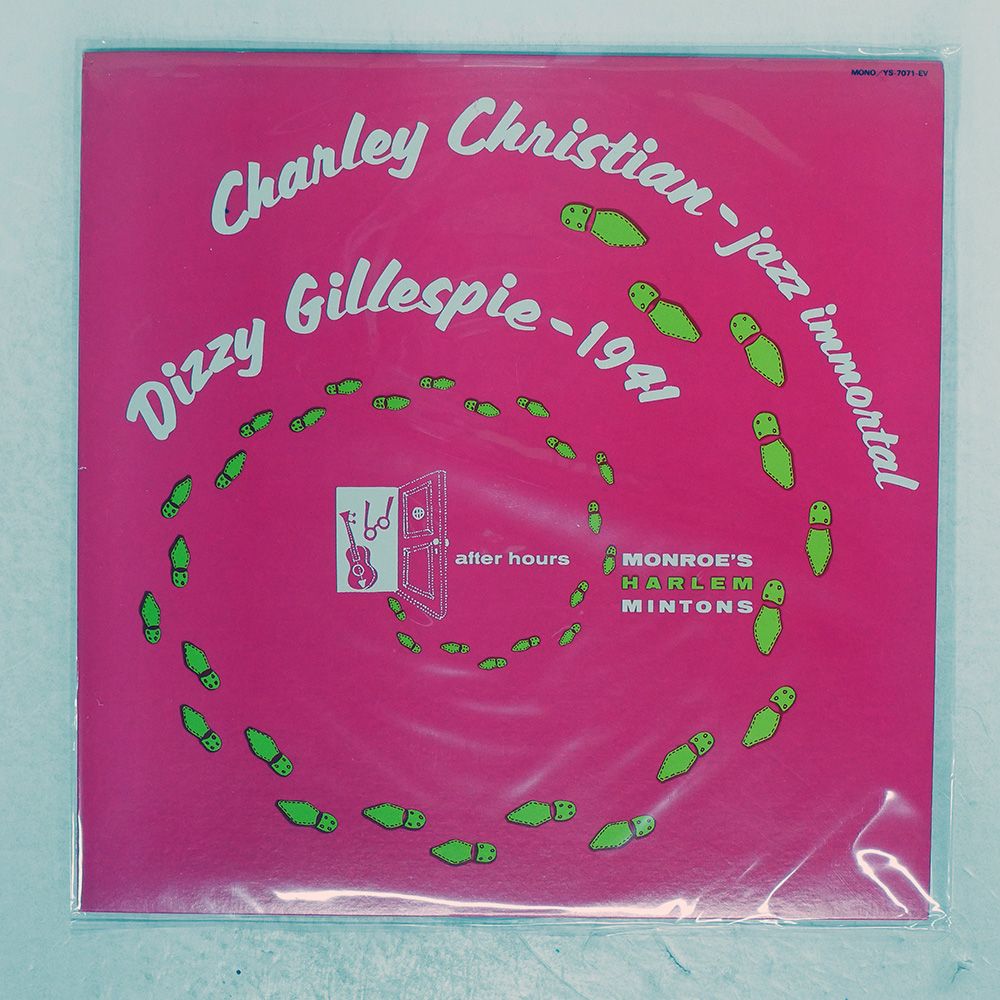 MONO/YS-7071-EV
Charley Christian - jazz immortal
Dizzy Gillespie - 1941
after hours
MONROE'S
HARLEM
MINTONS